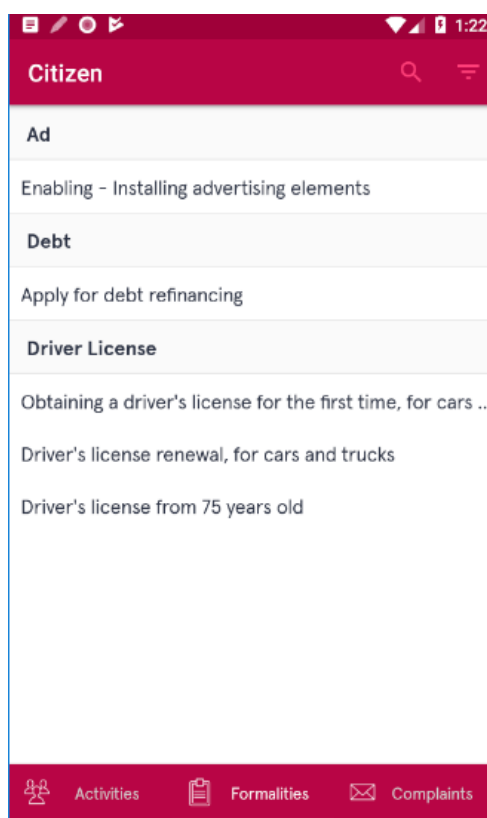 1:22
Citizen
Ad
Enabling - Installing advertising elements
Debt
Apply for debt refinancing
Driver License
Obtaining a driver's license for the first time, for cars ..
Driver's license renewal, for cars and trucks
Driver's license from 75 years old
Activities
Formalities
Complaints